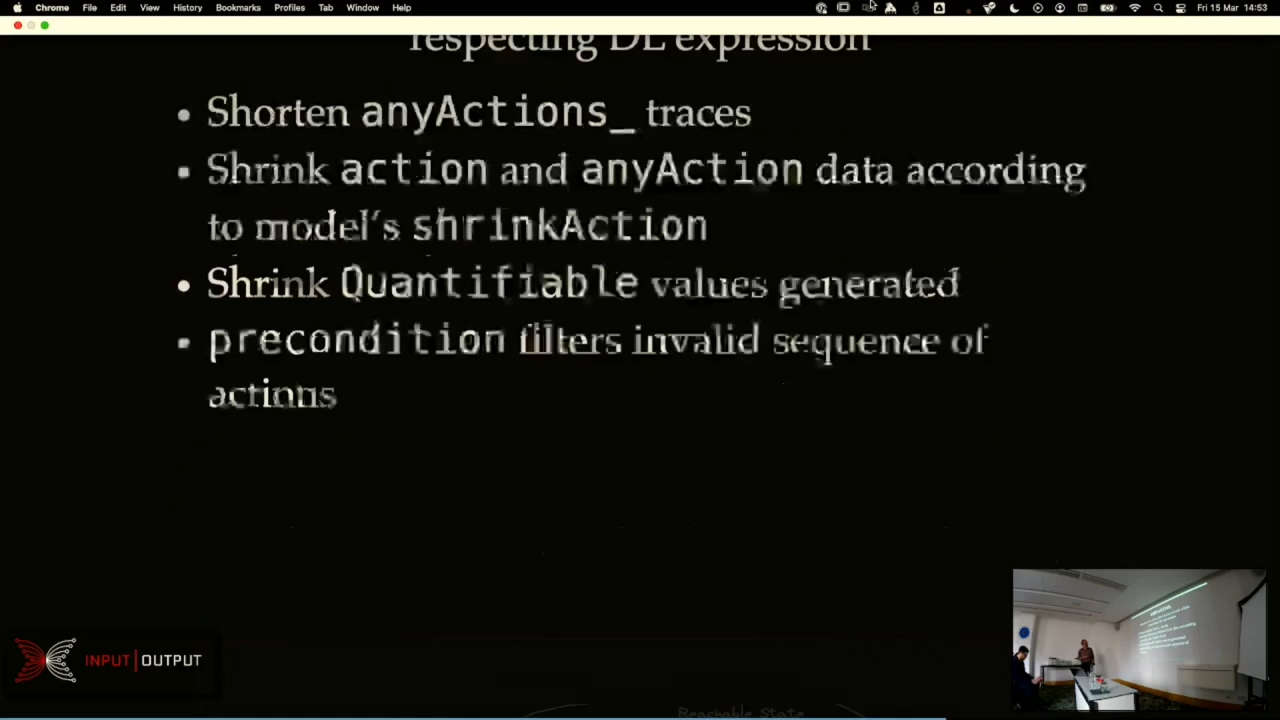 Chrome File Edit View History Bookmarks Profiles Tab Window Help Fri 15 Mar 14:53
respecting DL expression
Shorten anyActions_ traces
Shrink action and anyAction data according
to model's shrinkAction
Shrink Quantifiable values generated
precondition filters invalid sequence of
actions
INPUT|OUTPUT
Reachable State